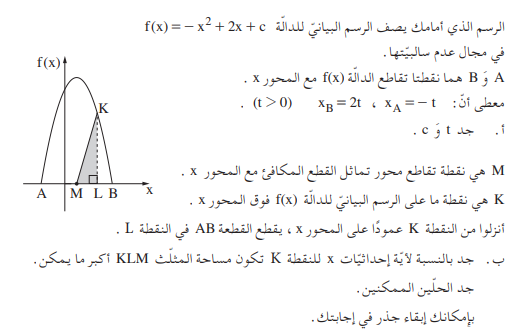 الرسم الذي أمامك يصف الرسم البيانيّ للدالّة f(x) = − x² + 2x + c
في مجال عدم سالبيّتها.
A وَ B هما نقطتا تقاطع الدالّة f(x) مع المحور x .
معطى أنّ: x_A = − t ، x_B = 2t (t > 0) .
أ. جد t وَ c .
M هي نقطة تقاطع محور تماثل القطع المكافئ مع المحور x .
K هي نقطة ما على الرسم البيانيّ للدالّة f(x) فوق المحور x .
أنزلوا من النقطة K عمودًا على المحور x ، يقطع القطعة AB في النقطة L .
ب. جد بالنسبة لأيّة إحداثيّات x للنقطة K تكون مساحة المثلّث KLM أكبر ما يمكن.
جد الحلّين الممكنين.
بإمكانك إبقاء جذر في إجابتك.
f(x)
K
A M L B x